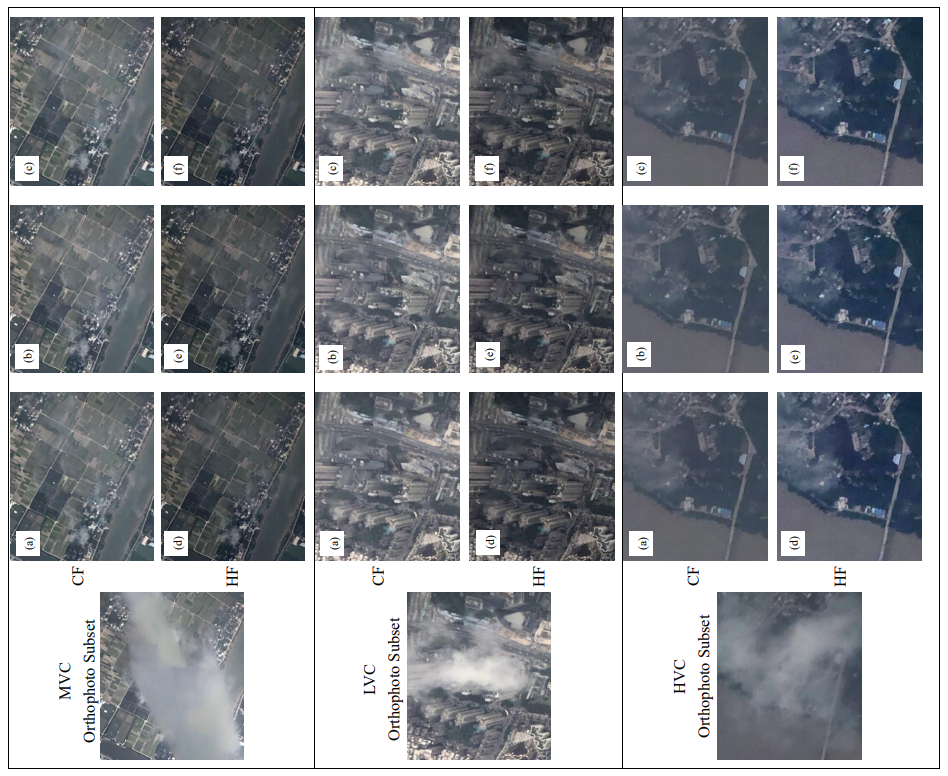 MVC
Orthophoto Subset
CF
(a)
(b)
(c)
HF
(d)
(e)
(f)
LVC
Orthophoto Subset
CF
(a)
(b)
(c)
HF
(d)
(e)
(f)
HVC
Orthophoto Subset
CF
(a)
(b)
(c)
HF
(d)
(e)
(f)